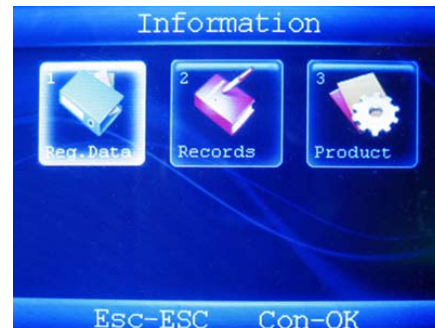 Information
1
2
3
Reg.Data
Records
Product
Esc-ESC Con-OK